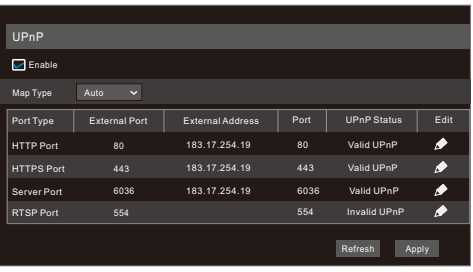 UPnP
Enable
Map Type Auto
Port Type External Port External Address Port UPnP Status Edit
HTTP Port 80 183.17.254.19 80 Valid UPnP
HTTPS Port 443 183.17.254.19 443 Valid UPnP
Server Port 6036 183.17.254.19 6036 Valid UPnP
RTSP Port 554 554 Invalid UPnP
Refresh Apply